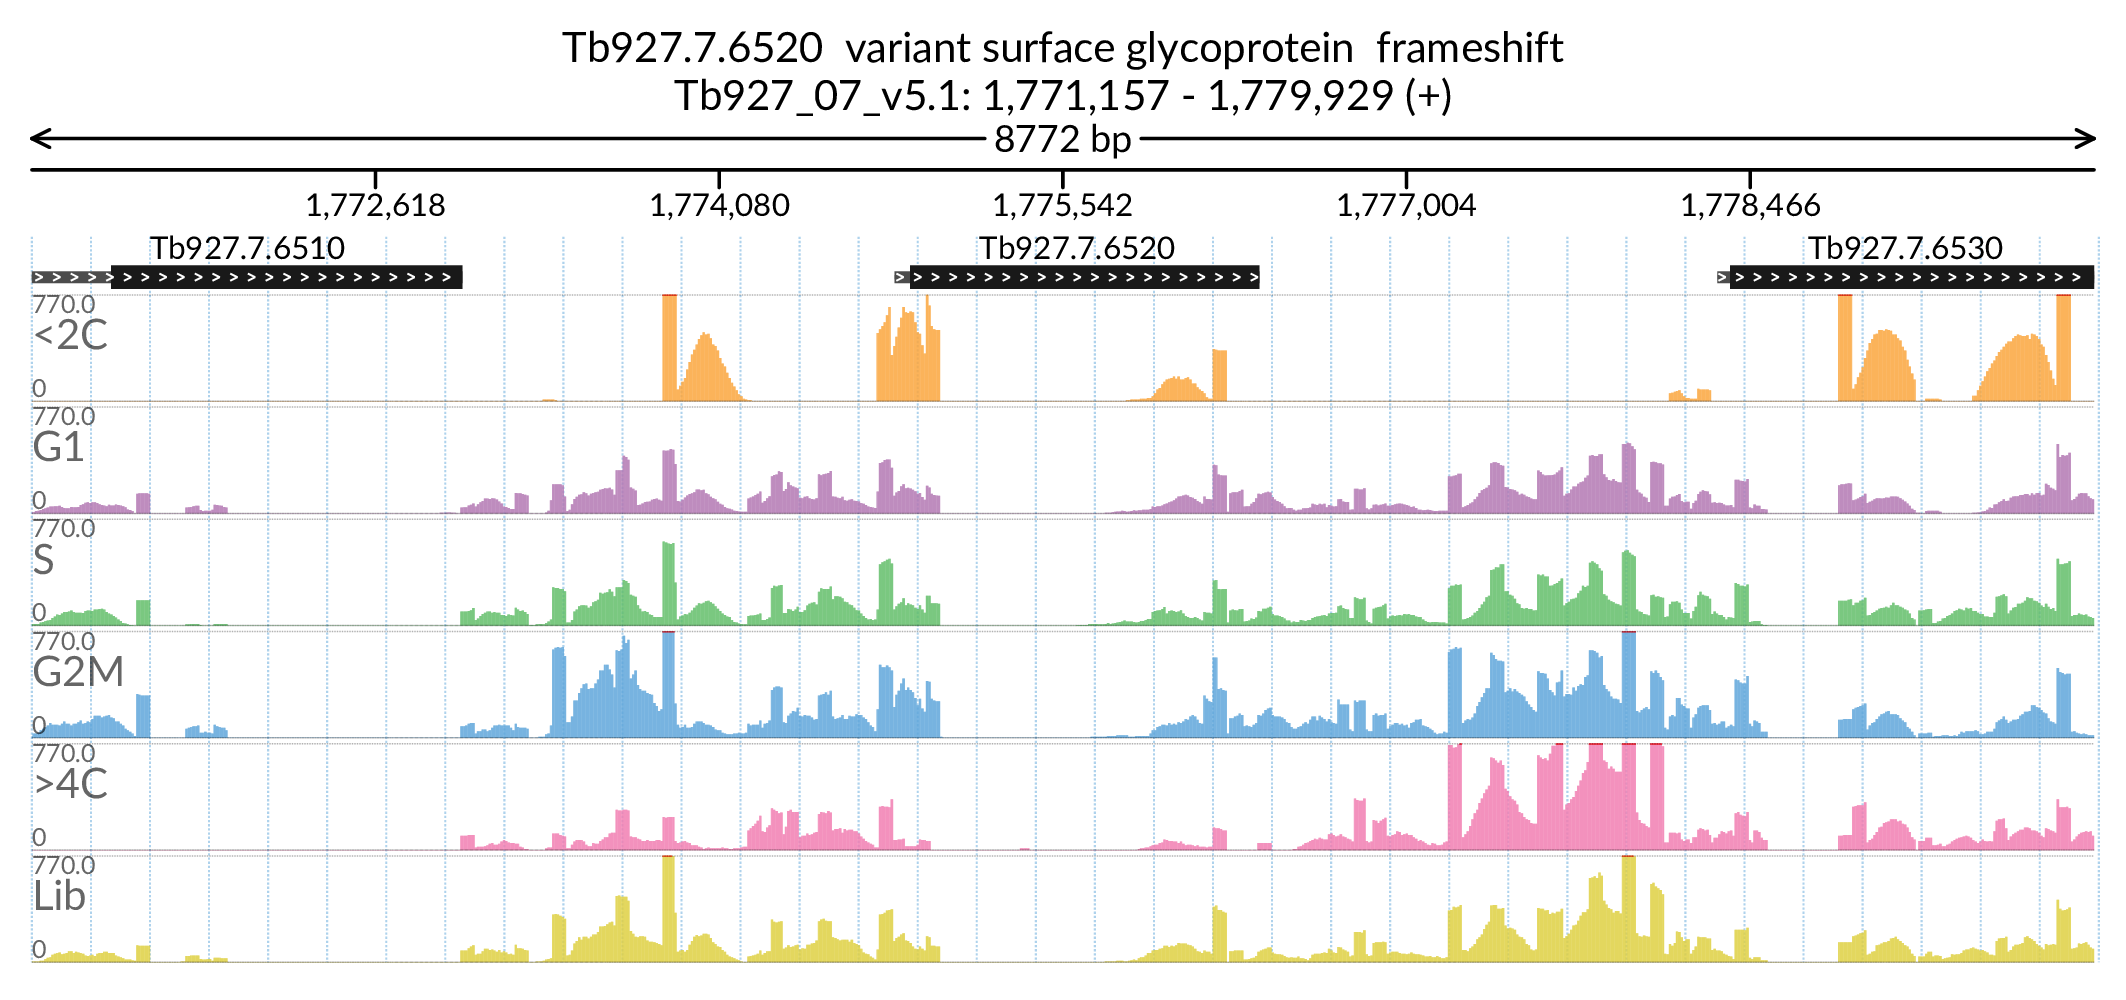 Tb927.7.6520 variant surface glycoprotein frameshift
Tb927_07_v5.1: 1,771,157 - 1,779,929 (+)
8772 bp
1,772,618 1,774,080 1,775,542 1,777,004 1,778,466
Tb927.7.6510 Tb927.7.6520 Tb927.7.6530
770.0
<2C
0
770.0
G1
0
770.0
S
0
770.0
G2M
0
770.0
>4C
0
770.0
Lib
0